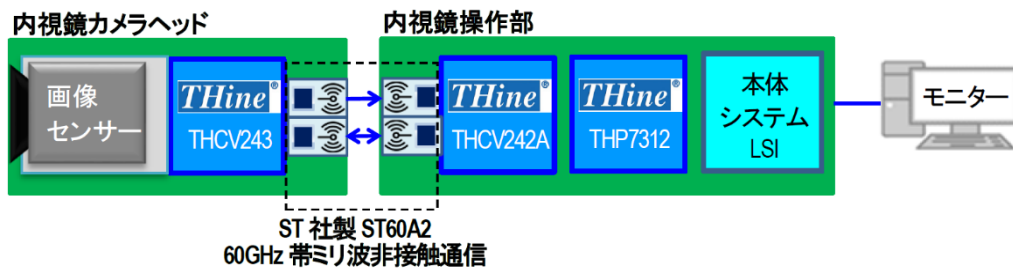 内視鏡カメラヘッド
内視鏡操作部
画像
センサー
THine®
THCV243
THine®
THCV242A
THine®
THP7312
本体
システム
LSI
モニター
ST 社製 ST60A2
60GHz 帯ミリ波非接触通信